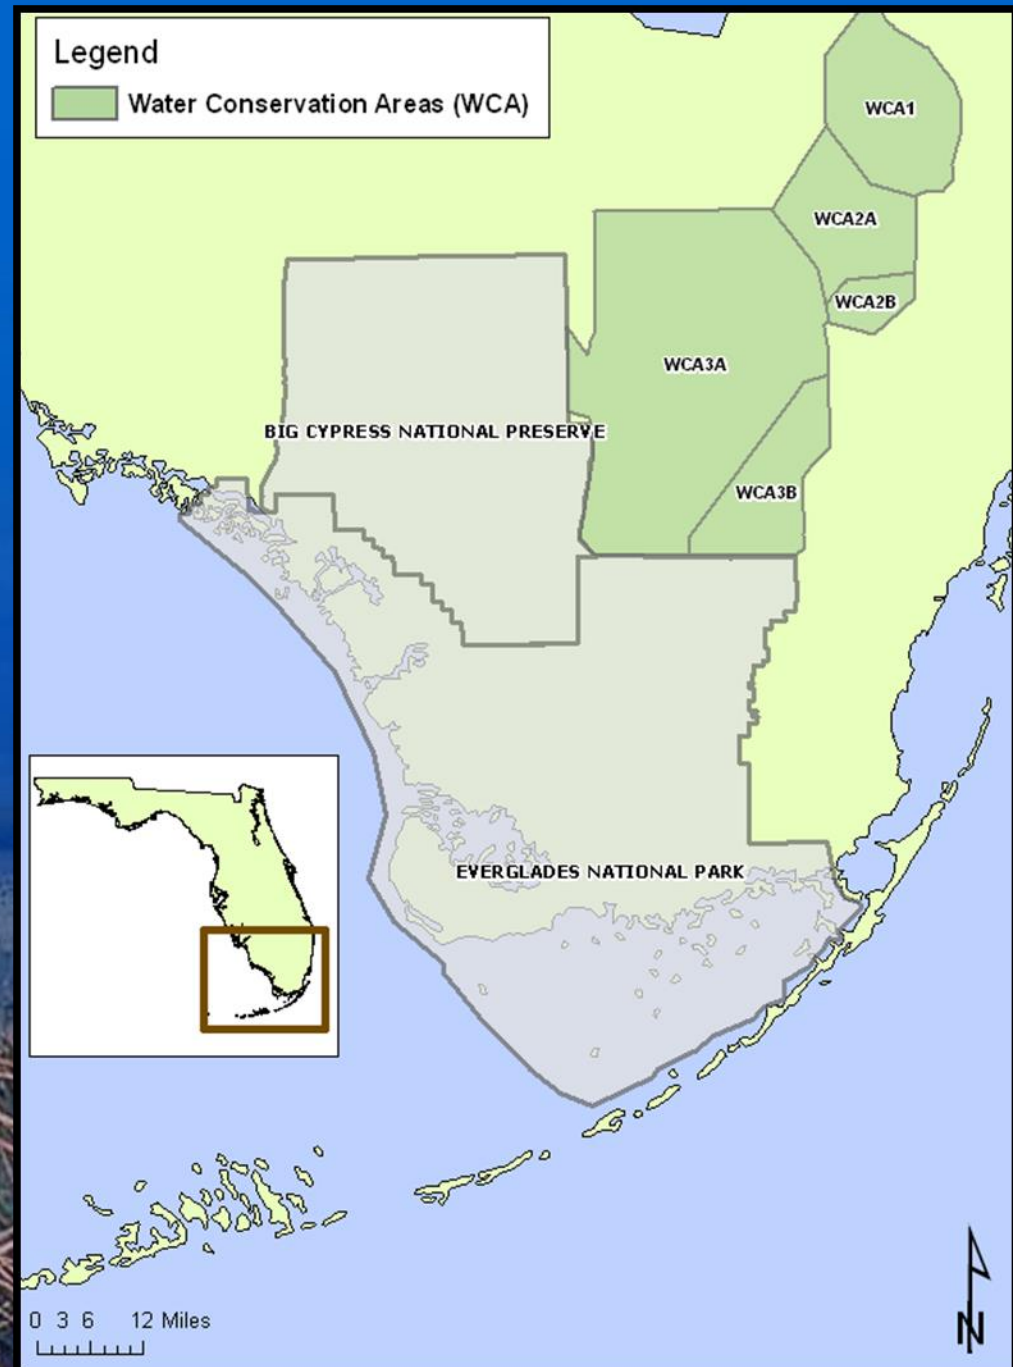 Legend
Water Conservation Areas (WCA)
WCA1
WCA2A
WCA2B
WCA3A
BIG CYPRESS NATIONAL PRESERVE
WCA3B
EVERGLADES NATIONAL PARK
0 3 6 12 Miles
N